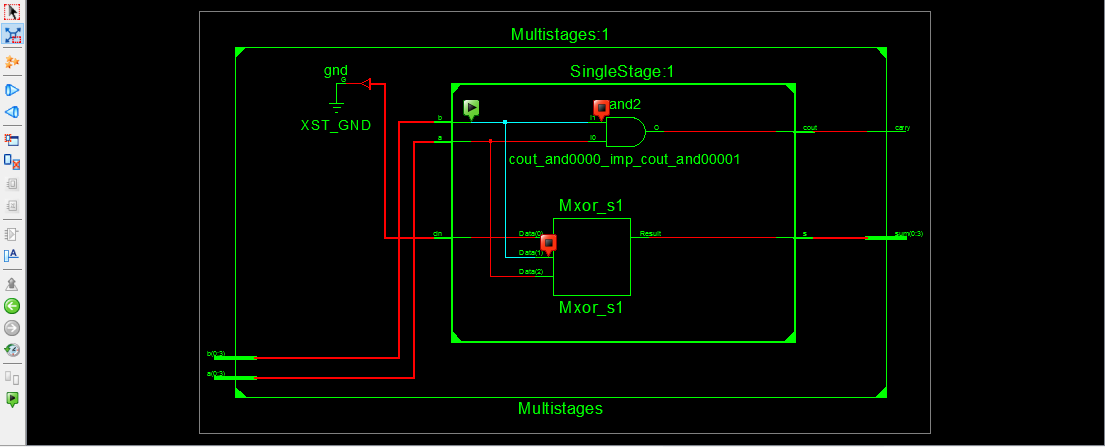 Multistages:1
gnd
G
XST_GND
SingleStage:1
and2
b
I1
a
I0
O
cout
carry
cout_and0000_imp_cout_and00001
Mxor_s1
cin
Data(0)
Data(1)
Data(2)
Result
s
sum(0:3)
Mxor_s1
b(0:3)
a(0:3)
Multistages